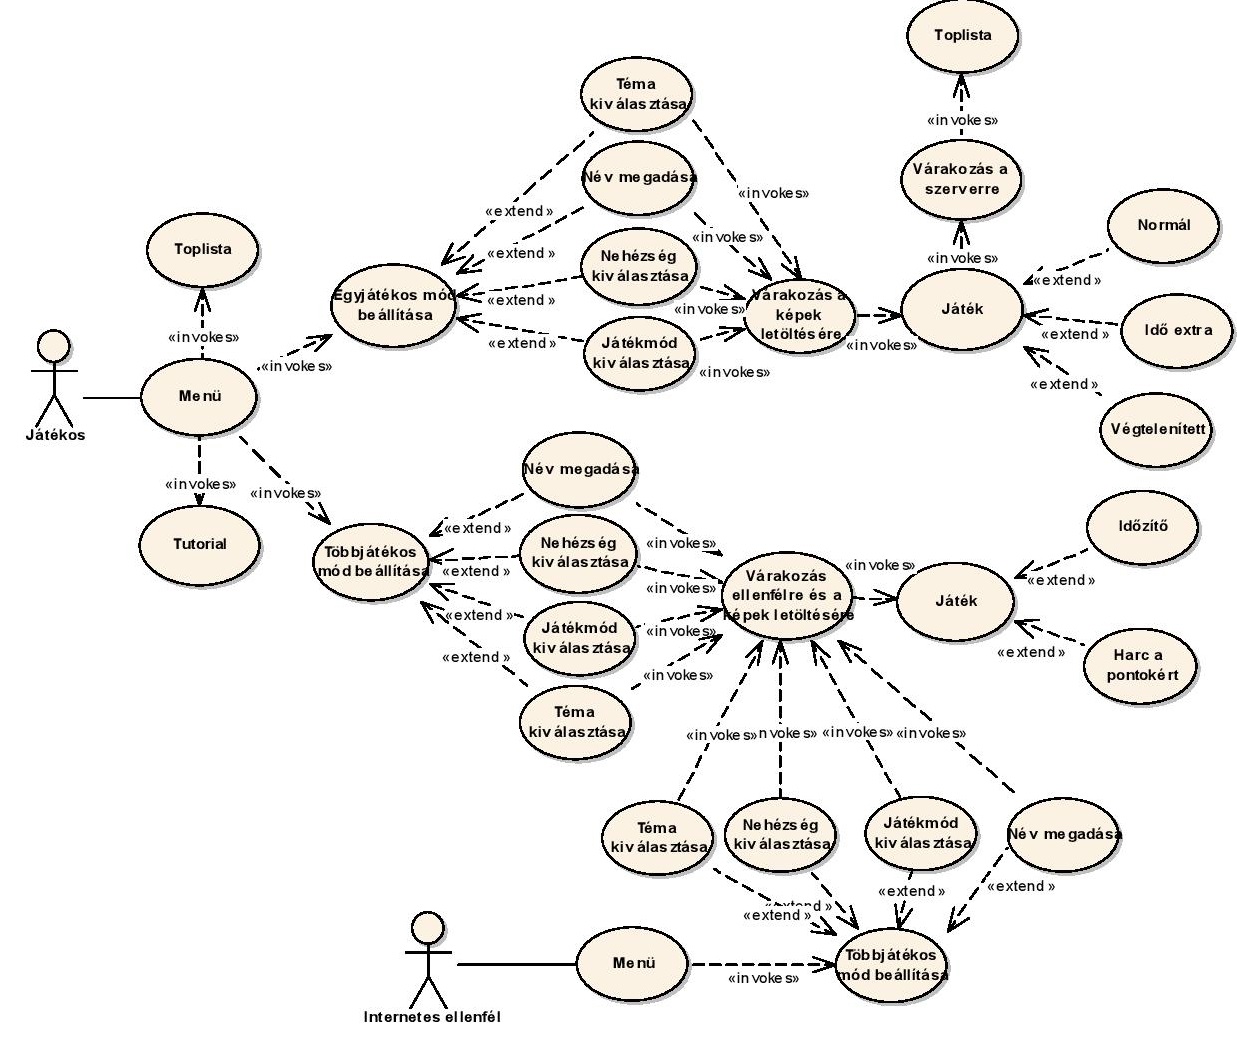 Toplista
«invokes»
Várakozás a
szerverre
«invokes»
Téma
kiválasztása
Név megadása
Nehézség
kiválasztása
Játékmód
kiválasztása
«extend»
«extend»
«extend»
«extend»
«invokes»
«invokes»
«invokes»
«invokes»
Toplista
«invokes»
Menü
Játékos
«invokes»
«invokes»
Tutorial
«invokes»
Egyjátékos mód
beállítása
Várakozás a
képek
letöltésére
«invokes»
Játék
Normál
«extend»
Idő extra
«extend»
Végtelenített
«extend»
Név megadása
Nehézség
kiválasztása
Játékmód
kiválasztása
Téma
kiválasztása
«extend»
«extend»
«extend»
«extend»
Többjátékos
mód beállítása
«invokes»
«invokes»
«invokes»
«invokes»
Várakozás
ellenfélre és a
képek letöltésére
«invokes»
Játék
Időzítő
«extend»
Harc a
pontokért
«extend»
«invokes»
nvokes»
«invokes»
«invokes»
Téma
kiválasztása
Nehézség
kiválasztása
Játékmód
kiválasztása
Név megadása
«extend»
«extend»
«extend»
«extend»
Internetes ellenfél
Menü
«invokes»
Többjátékos
mód beállítása